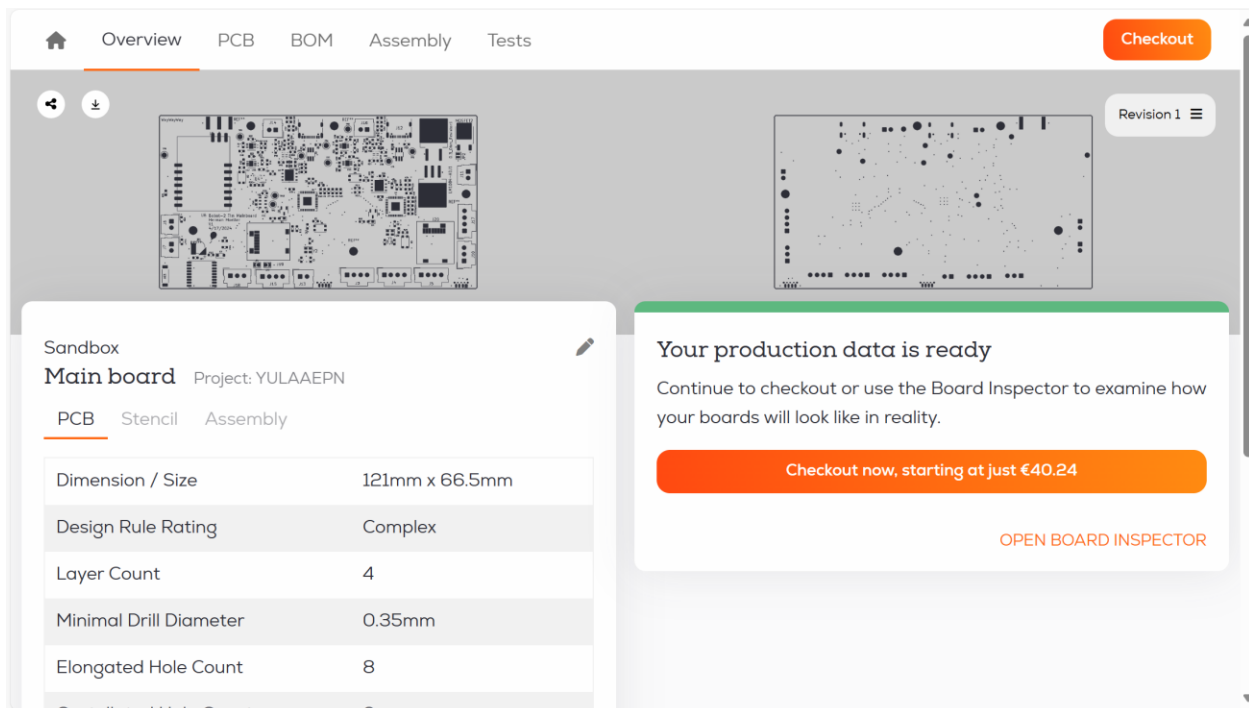 Overview PCB BOM Assembly Tests Checkout
Revision 1
Sandbox
Main board Project: YULAAEPN
PCB Stencil Assembly
Dimension / Size 121mm x 66.5mm
Design Rule Rating Complex
Layer Count 4
Minimal Drill Diameter 0.35mm
Elongated Hole Count 8
Your production data is ready
Continue to checkout or use the Board Inspector to examine how
your boards will look like in reality.
Checkout now, starting at just €40.24
OPEN BOARD INSPECTOR